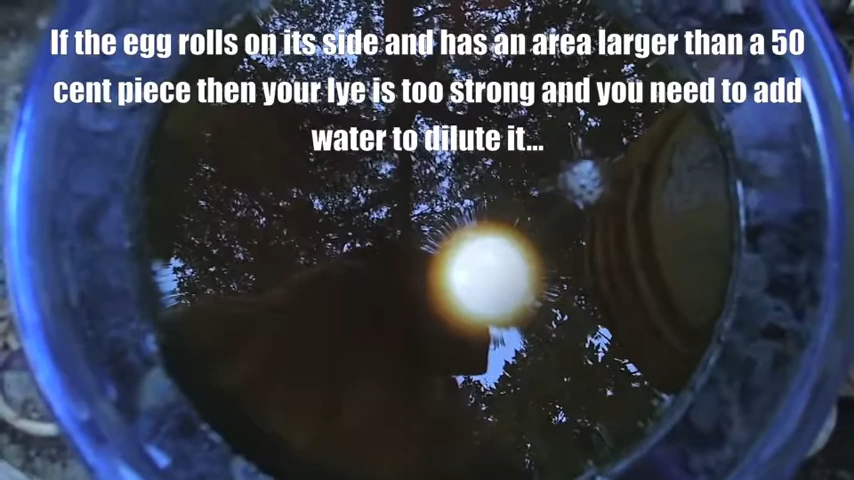 If the egg rolls on its side and has an area larger than a 50
cent piece then your lye is too strong and you need to add
water to dilute it...